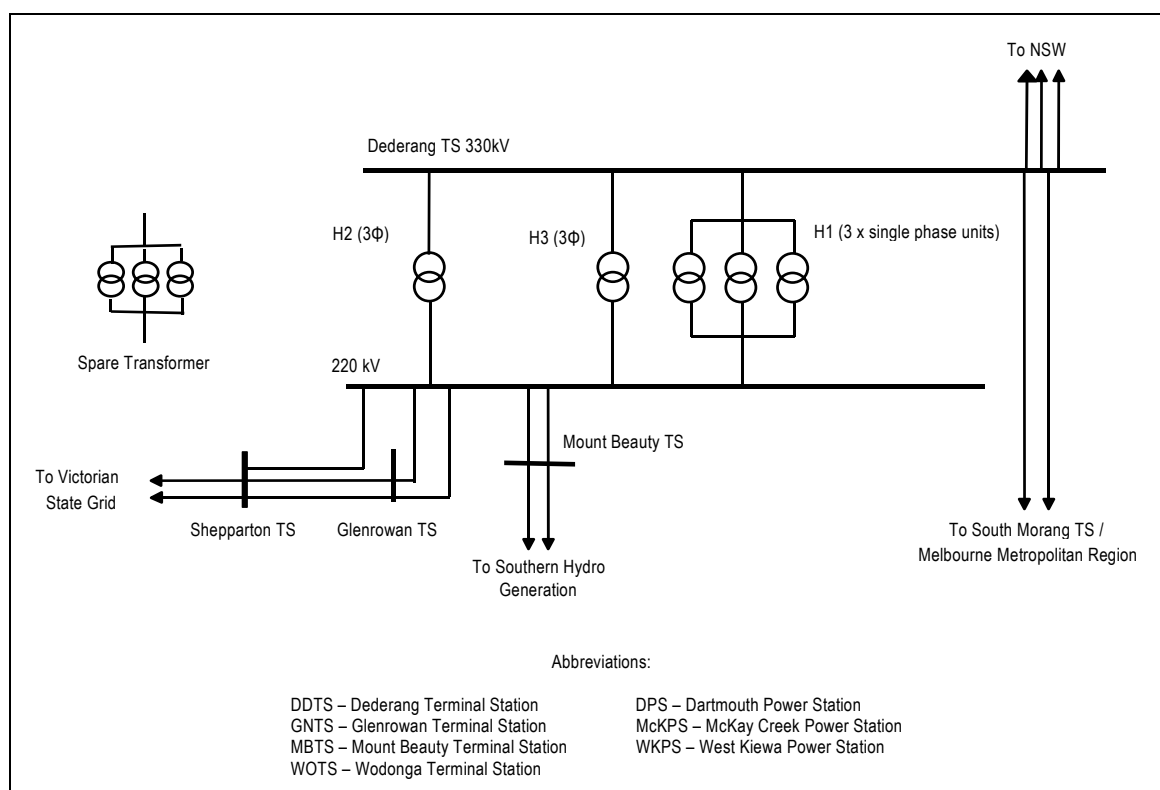 To NSW
Dederang TS 330kV
H2 (3Φ)
H3 (3Φ)
H1 (3 x single phase units)
Spare Transformer
220 kV
Mount Beauty TS
To Victorian
State Grid
Shepparton TS
Glenrowan TS
To Southern Hydro
Generation
To South Morang TS /
Melbourne Metropolitan Region
Abbreviations:
DDTS – Dederang Terminal Station
GNTS – Glenrowan Terminal Station
MBTS – Mount Beauty Terminal Station
WOTS – Wodonga Terminal Station
DPS – Dartmouth Power Station
McKPS – McKay Creek Power Station
WKPS – West Kiewa Power Station